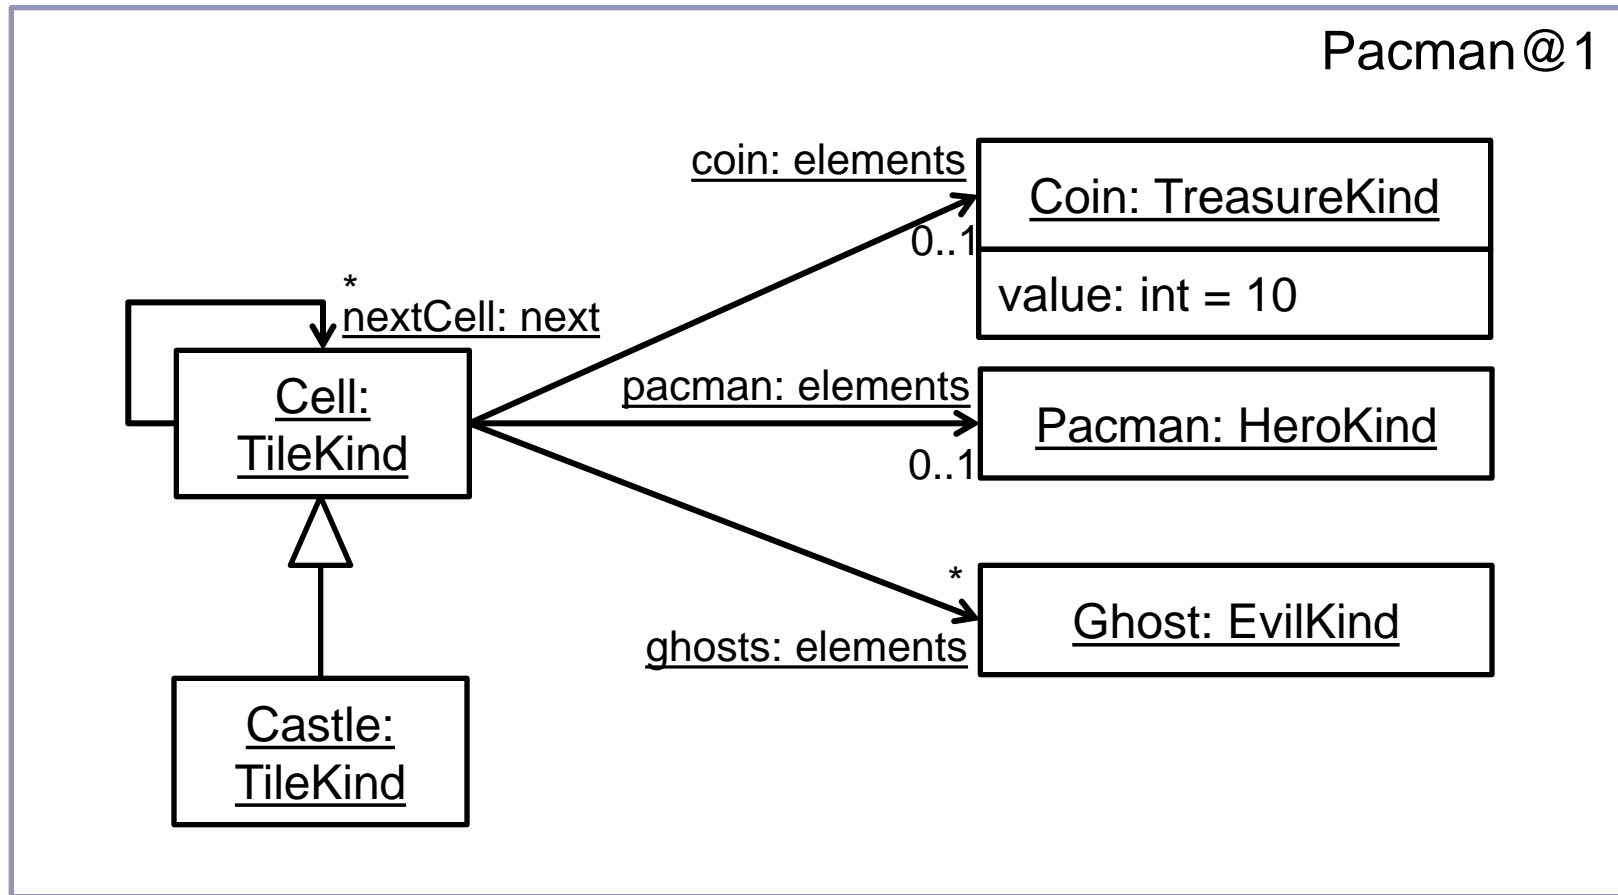 Pacman@1
coin: elements
Coin: TreasureKind
0..1
value: int = 10
*
nextCell: next
Cell:
TileKind
pacman: elements
Pacman: HeroKind
0..1
*
Ghost: EvilKind
ghosts: elements
Castle:
TileKind